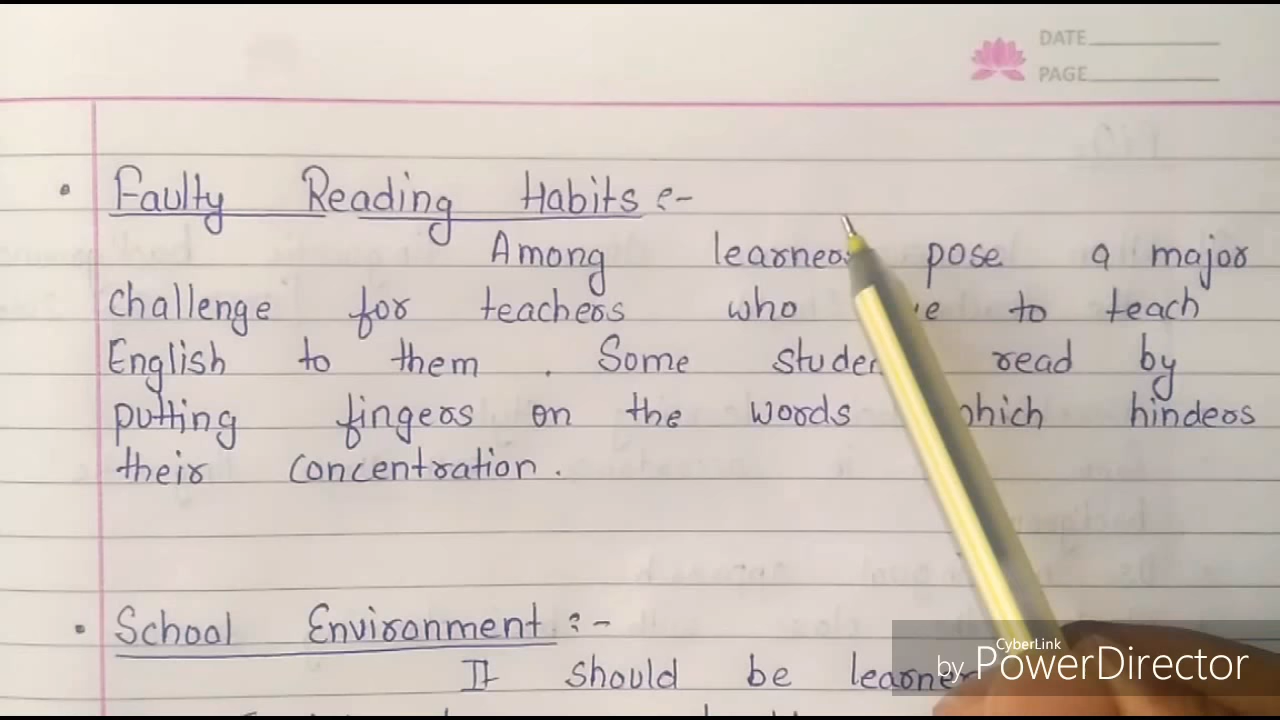 DATE
PAGE
• Faulty Reading Habits :-
Among learners pose a major
challenge for teachers who to teach
English to them . Some read by
putting fingers on the words which hinders
their concentration .
• School Environment :-
It should be
CyberLink
by PowerDirector